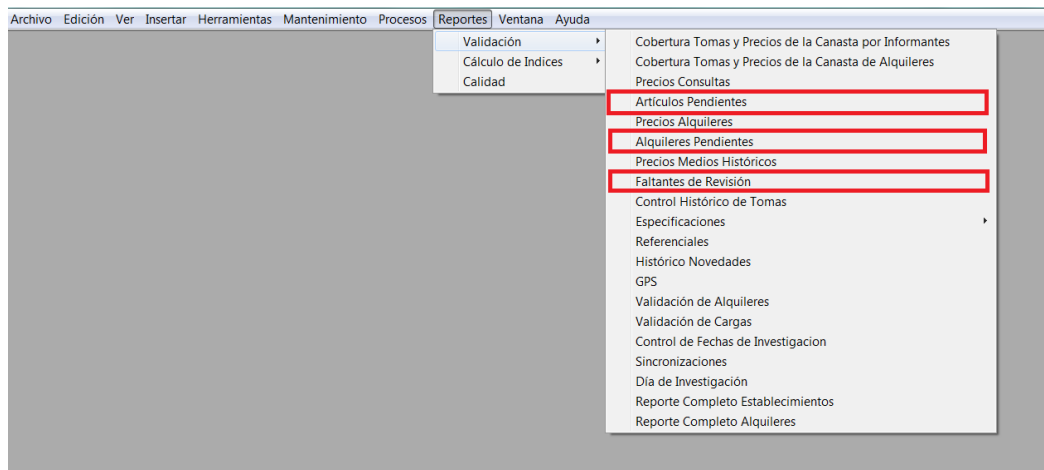 Archivo Edición Ver Insertar Herramientas Mantenimiento Procesos Reportes Ventana Ayuda
Validación
Cálculo de Indices
Calidad
Cobertura Tomas y Precios de la Canasta por Informantes
Cobertura Tomas y Precios de la Canasta de Alquileres
Precios Consultas
Artículos Pendientes
Precios Alquileres
Alquileres Pendientes
Precios Medios Históricos
Faltantes de Revisión
Control Histórico de Tomas
Especificaciones
Referenciales
Histórico Novedades
GPS
Validación de Alquileres
Validación de Cargas
Control de Fechas de Investigacion
Sincronizaciones
Día de Investigación
Reporte Completo Establecimientos
Reporte Completo Alquileres